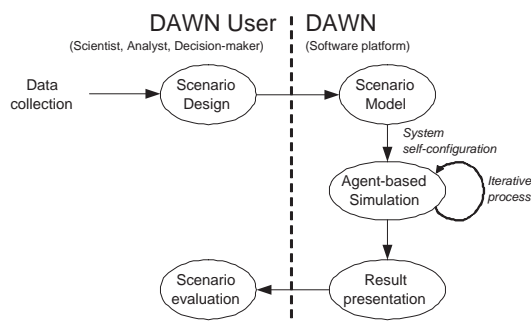 DAWN User
(Scientist, Analyst, Decision-maker)
DAWN
(Software platform)
Data
collection
Scenario
Design
Scenario
Model
System
self-configuration
Agent-based
Simulation
Iterative
process
Scenario
evaluation
Result
presentation